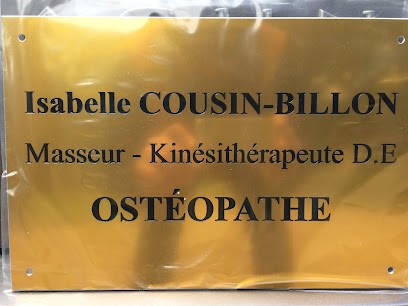 Isabelle COUSIN-BILLON
Masseur - Kinésithérapeute D.E
OSTÉOPATHE